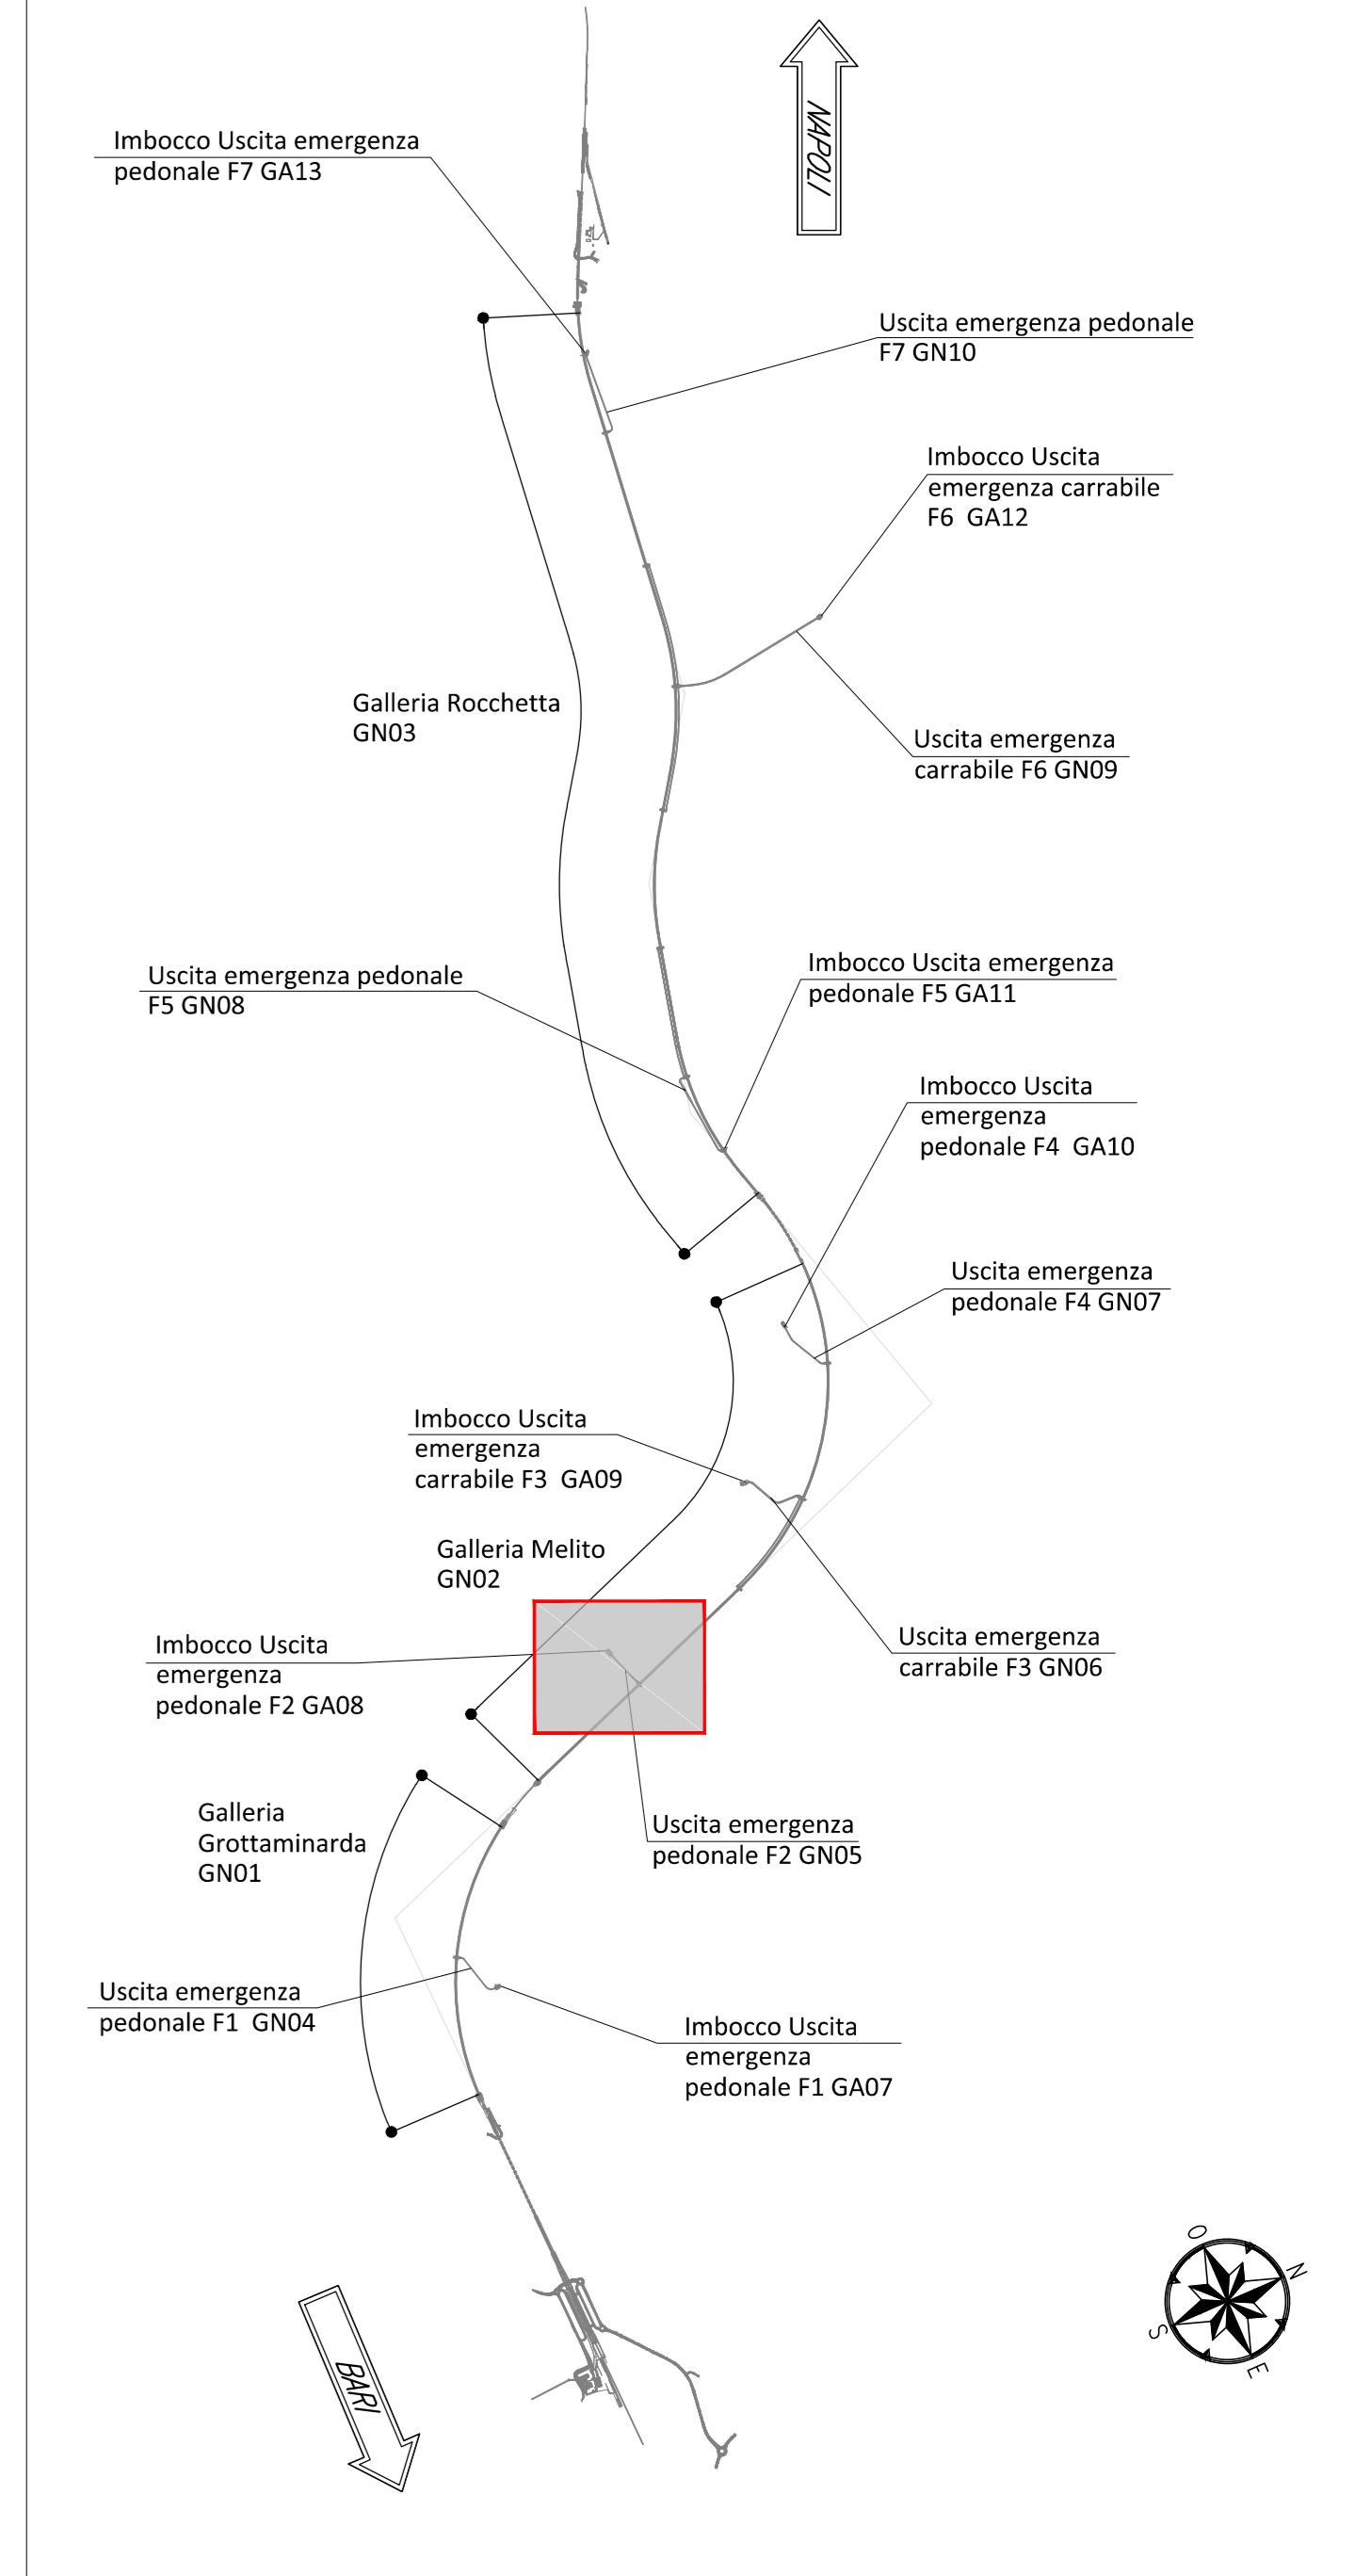 NAPOLI
Imbocco Uscita emergenza
pedonale F7 GA13
Uscita emergenza pedonale
F7 GN10
Imbocco Uscita
emergenza carrabile
F6 GA12
Galleria Rocchetta
GN03
Uscita emergenza
carrabile F6 GN09
Imbocco Uscita emergenza
pedonale F5 GA11
Uscita emergenza pedonale
F5 GN08
Imbocco Uscita
emergenza
pedonale F4 GA10
Uscita emergenza
pedonale F4 GN07
Imbocco Uscita
emergenza
carrabile F3 GA09
Galleria Melito
GN02
Uscita emergenza
carrabile F3 GN06
Imbocco Uscita
emergenza
pedonale F2 GA08
Galleria
Grottaminarda
GN01
Uscita emergenza
pedonale F2 GN05
Uscita emergenza
pedonale F1 GN04
Imbocco Uscita
emergenza
pedonale F1 GA07
O
N
S
E
BARI